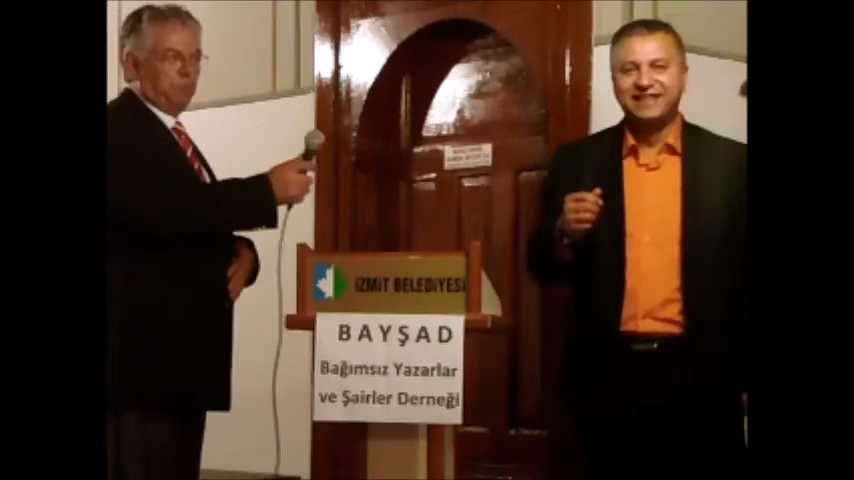 İZMİT BELEDİYESİ
BAYŞAD
Bağımsız Yazarlar
ve Şairler Derneği